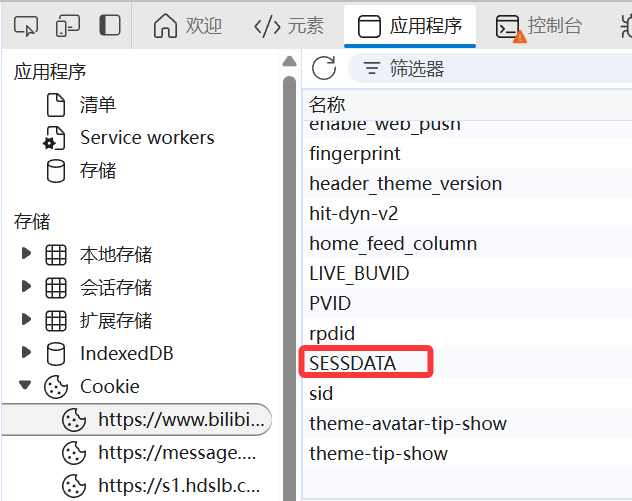 欢迎
元素
应用程序
控制台
应用程序
清单
Service workers
存储
存储
本地存储
会话存储
扩展存储
IndexedDB
Cookie
https://www.bilibi...
https://message....
https://s1.hdslb.c...
筛选器
名称
enable_web_push
fingerprint
header_theme_version
hit-dyn-v2
home_feed_column
LIVE_BUVID
PVID
rpdid
SESSDATA
sid
theme-avatar-tip-show
theme-tip-show